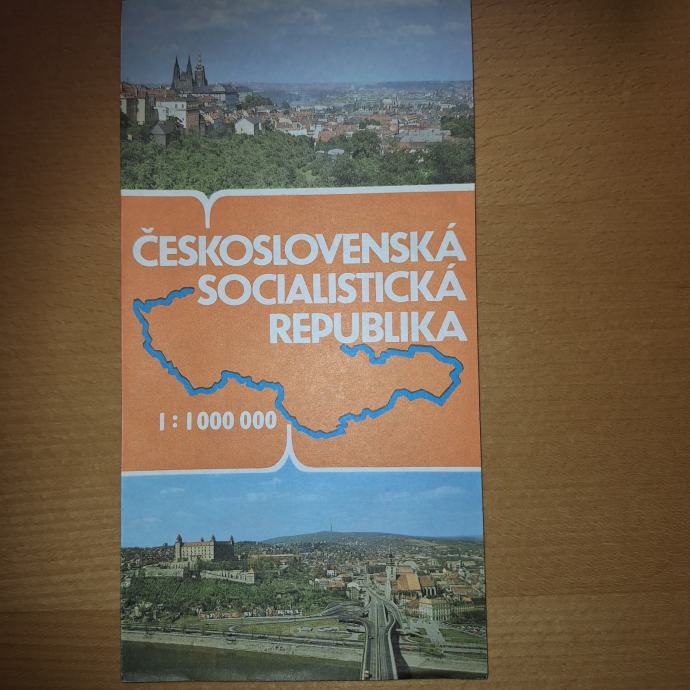 ČESKOSLOVENSKÁ
SOCIALISTICKÁ
REPUBLIKA
1 : 1 000 000